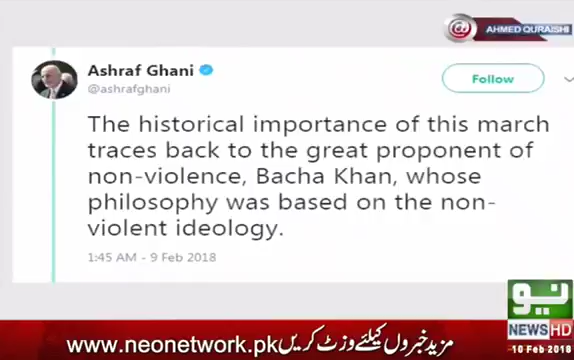 @ AHMED QURAISHI
Ashraf Ghani
@ashrafghani
Follow
The historical importance of this march
traces back to the great proponent of
non-violence, Bacha Khan, whose
philosophy was based on the non-
violent ideology.
1:45 AM - 9 Feb 2018
نیو
NEWS HD
10 Feb 2018
www.neonetwork.pk مزید خبروں کیلئے وزٹ کریں